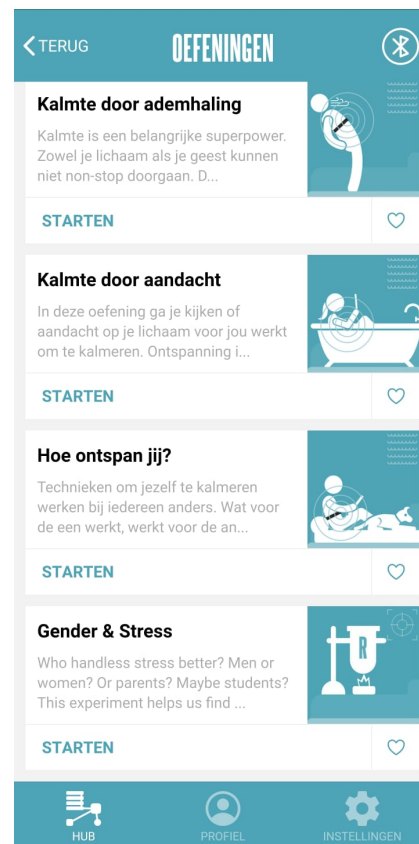 TERUG
OEFENINGEN
Kalmte door ademhaling
Kalmte is een belangrijke superpower.
Zowel je lichaam als je geest kunnen
niet non-stop doorgaan. D...
STARTEN
Kalmte door aandacht
In deze oefening ga je kijken of
aandacht op je lichaam voor jou werkt
om te kalmeren. Ontspanning i...
STARTEN
Hoe ontspan jij?
Technieken om jezelf te kalmeren
werken bij iedereen anders. Wat voor
de een werkt, werkt voor de an...
STARTEN
Gender & Stress
Who handless stress better? Men or
women? Or parents? Maybe students?
This experiment helps us find ...
R
STARTEN
HUB
PROFIEL
INSTELLINGEN